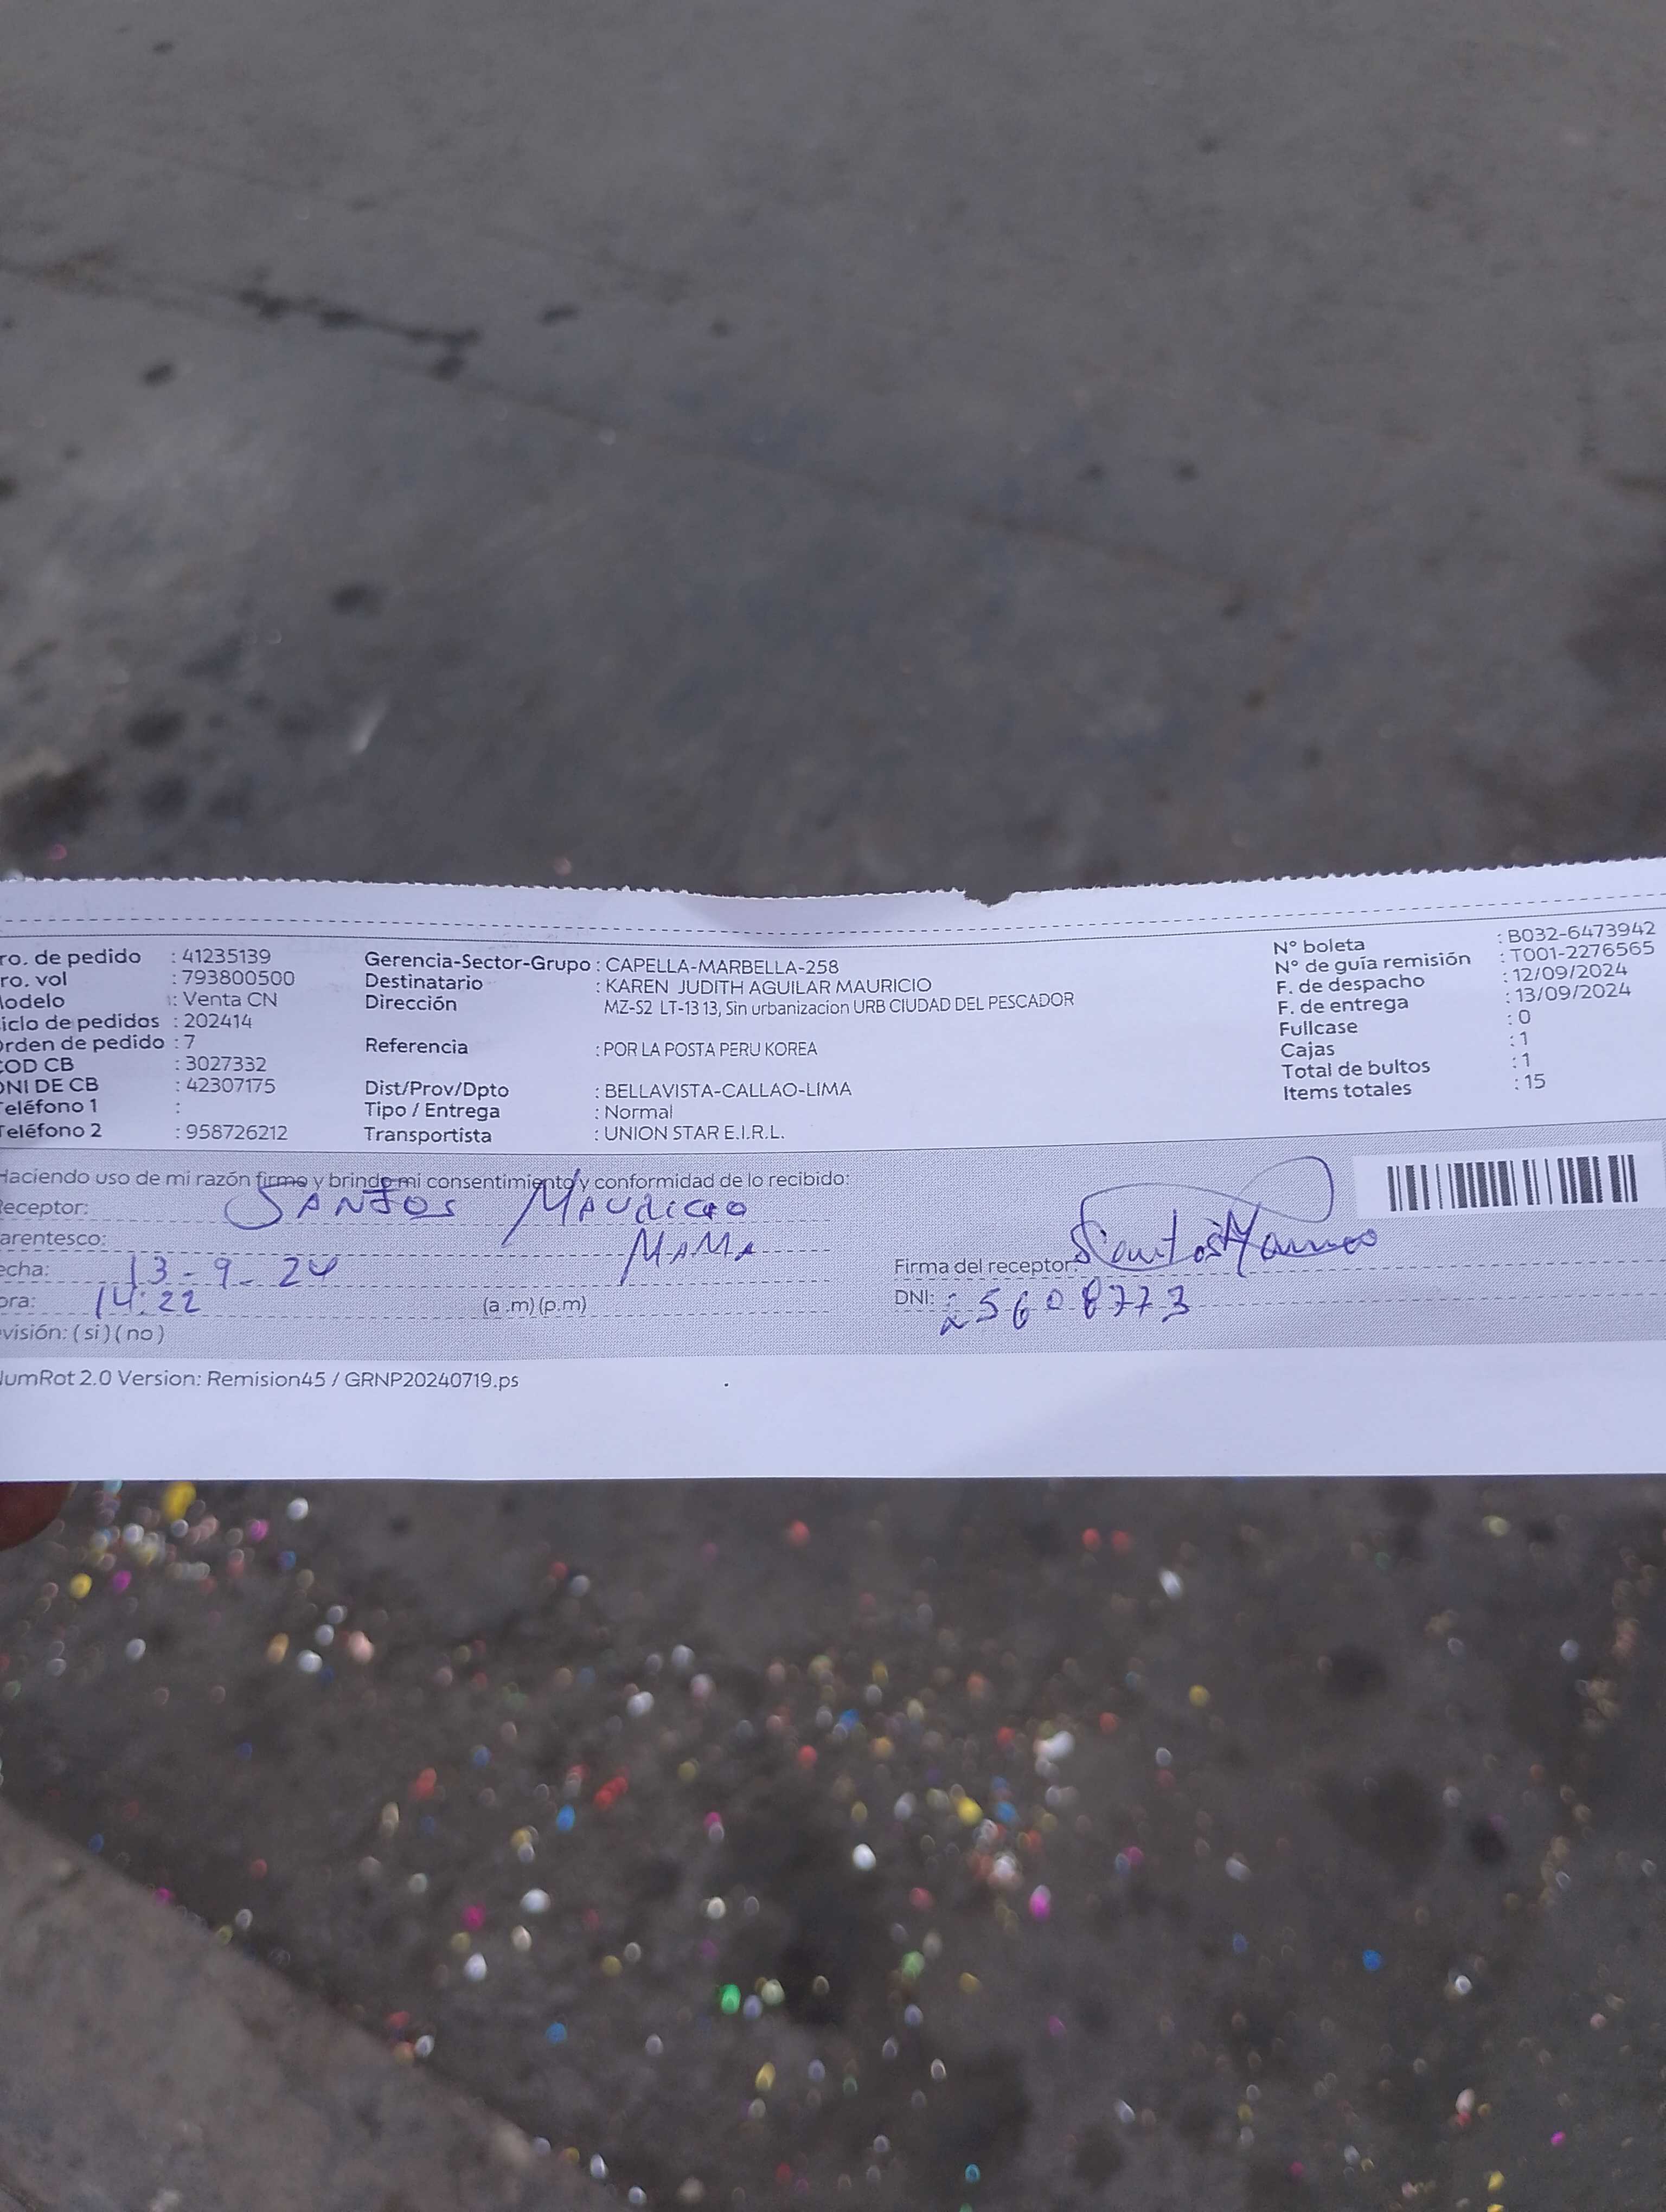 ro. de pedido : 41235139
ro. vol : 793800500
odelo : Venta CN
iclo de pedidos : 202414
rden de pedido : 7
OD CB : 3027332
NI DE CB : 42307175
eléfono 1 :
eléfono 2 : 958726212
Gerencia-Sector-Grupo : CAPELLA-MARBELLA-258
Destinatario : KAREN JUDITH AGUILAR MAURICIO
Dirección MZ-S2 LT-13 13, Sin urbanizacion URB CIUDAD DEL PESCADOR
Referencia : POR LA POSTA PERU KOREA
Dist/Prov/Dpto : BELLAVISTA-CALLAO-LIMA
Tipo / Entrega : Normal
Transportista : UNION STAR E.I.R.L.
N° boleta : B032-6473942
N° de guía remisión : T001-2276565
F. de despacho : 12/09/2024
F. de entrega : 13/09/2024
Fullcase : 0
Cajas : 1
Total de bultos : 1
Items totales : 15
Haciendo uso de mi razón firmo y brindo mi consentimiento y conformidad de lo recibido:
eceptor: SANTOS MAURICIO
arentesco: MAMA
echa: 13-9-24
ora: 14:22 (a .m) (p.m)
visión: ( si ) ( no )
Firma del receptor:
DNI: 25608773
umRot 2.0 Version: Remision45 / GRNP20240719.ps